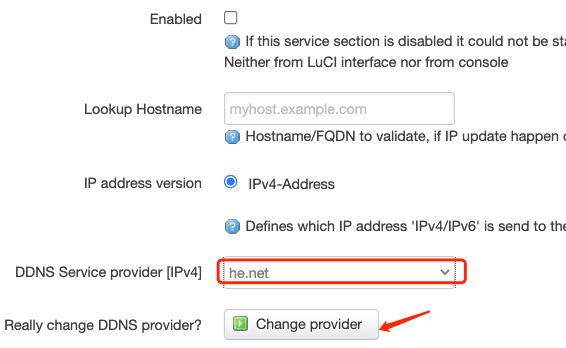 Enabled
If this service section is disabled it could not be sta
Neither from LuCI interface nor from console
Lookup Hostname
myhost.example.com
Hostname/FQDN to validate, if IP update happen
IP address version
IPv4-Address
Defines which IP address 'IPv4/IPv6' is send to the
DDNS Service provider [IPv4]
he.net
Really change DDNS provider?
Change provider